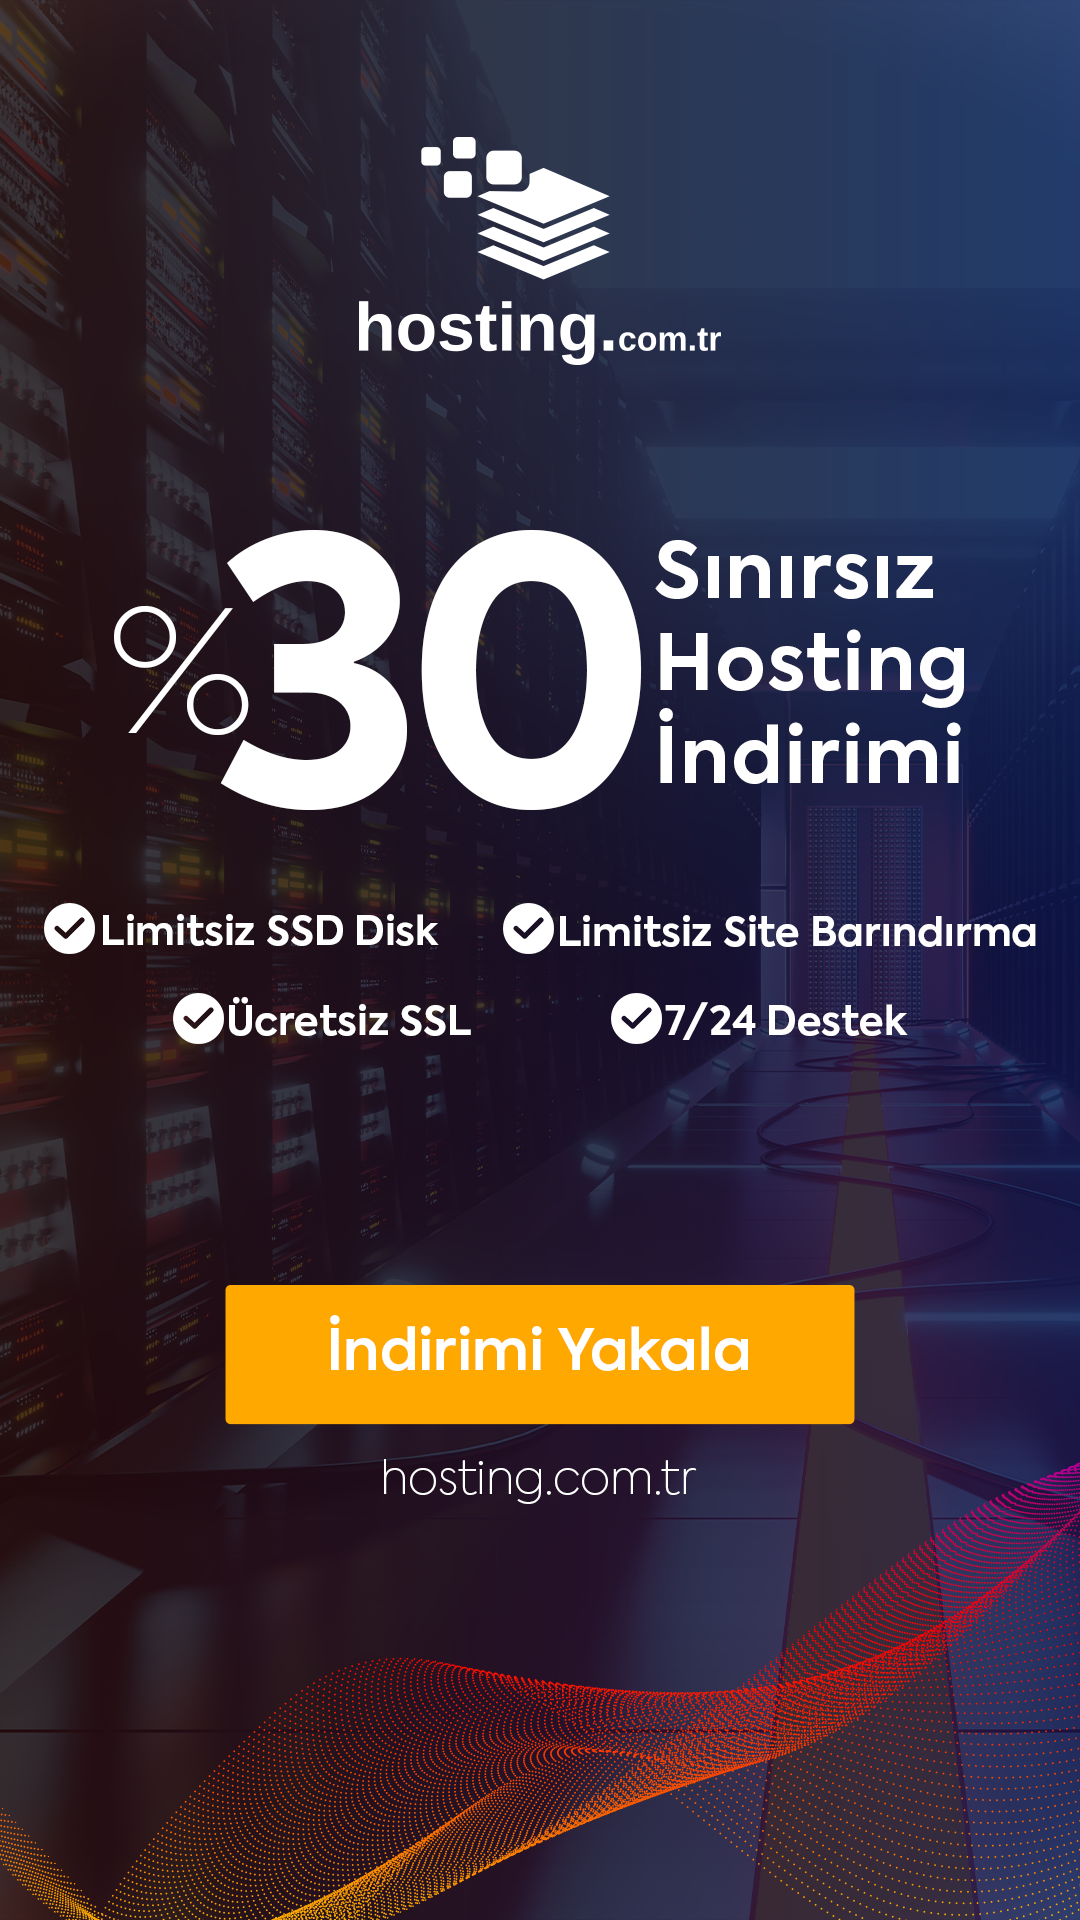 hosting.com.tr
%30
Sınırsız
Hosting
İndirimi
Limitsiz SSD Disk
Limitsiz Site Barındırma
Ücretsiz SSL
7/24 Destek
İndirimi Yakala
hosting.com.tr